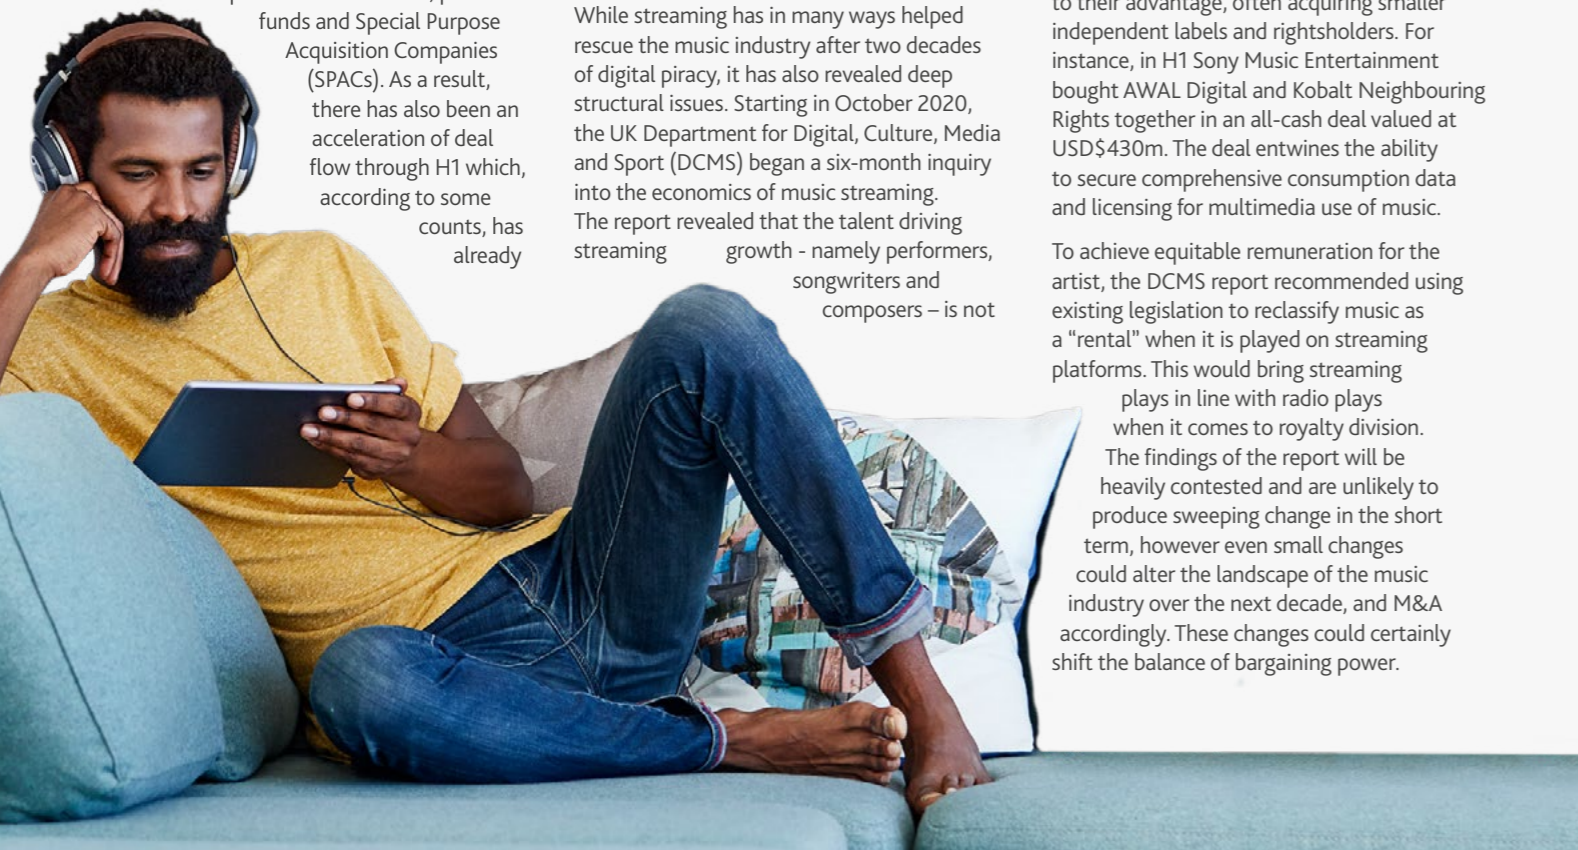 funds and Special Purpose
Acquisition Companies
(SPACs). As a result,
there has also been an
acceleration of deal
flow through H1 which,
according to some
counts, has
already
While streaming has in many ways helped
rescue the music industry after two decades
of digital piracy, it has also revealed deep
structural issues. Starting in October 2020,
the UK Department for Digital, Culture, Media
and Sport (DCMS) began a six-month inquiry
into the economics of music streaming.
The report revealed that the talent driving
streaming growth - namely performers,
songwriters and
composers – is not
to their advantage, often acquiring smaller
independent labels and rightsholders. For
instance, in H1 Sony Music Entertainment
bought AWAL Digital and Kobalt Neighbouring
Rights together in an all-cash deal valued at
USD$430m. The deal entwines the ability
to secure comprehensive consumption data
and licensing for multimedia use of music.
To achieve equitable remuneration for the
artist, the DCMS report recommended using
existing legislation to reclassify music as
a “rental” when it is played on streaming
platforms. This would bring streaming
plays in line with radio plays
when it comes to royalty division.
The findings of the report will be
heavily contested and are unlikely to
produce sweeping change in the short
term, however even small changes
could alter the landscape of the music
industry over the next decade, and M&A
accordingly. These changes could certainly
shift the balance of bargaining power.